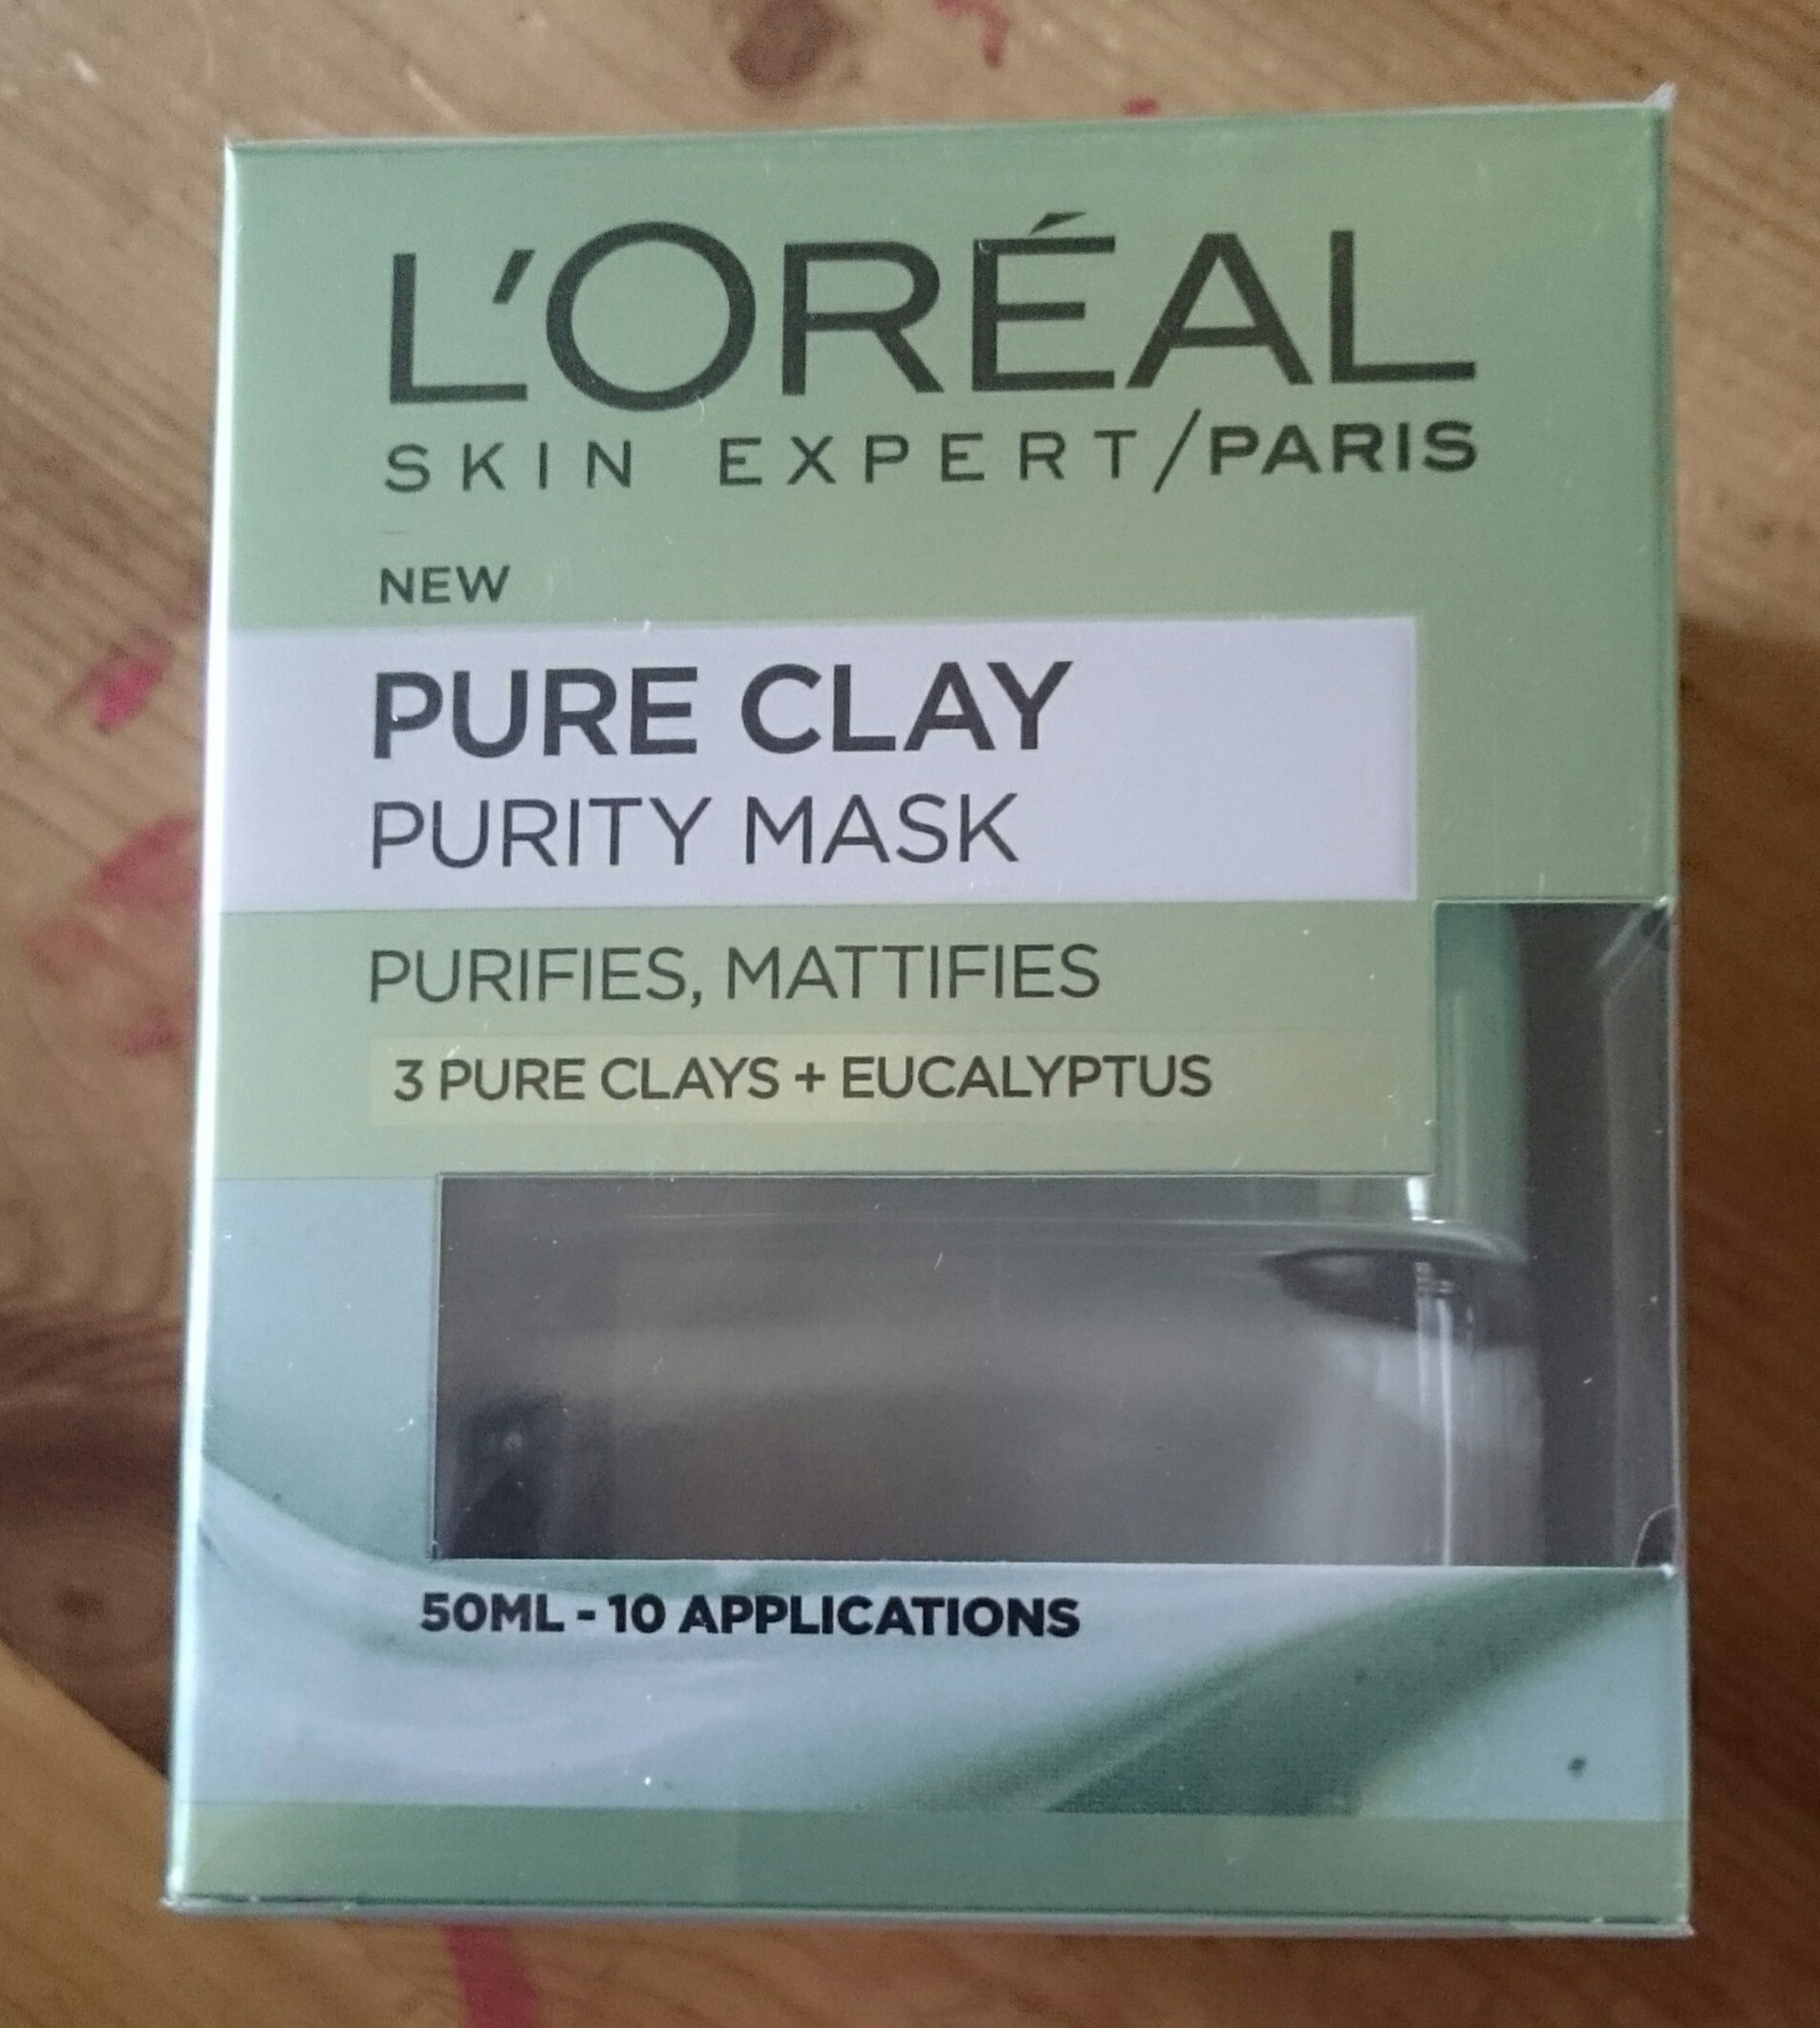 L'ORÉAL
SKIN EXPERT/PARIS
NEW
PURE CLAY
PURITY MASK
PURIFIES, MATTIFIES
3 PURE CLAYS + EUCALYPTUS
50ML - 10 APPLICATIONS